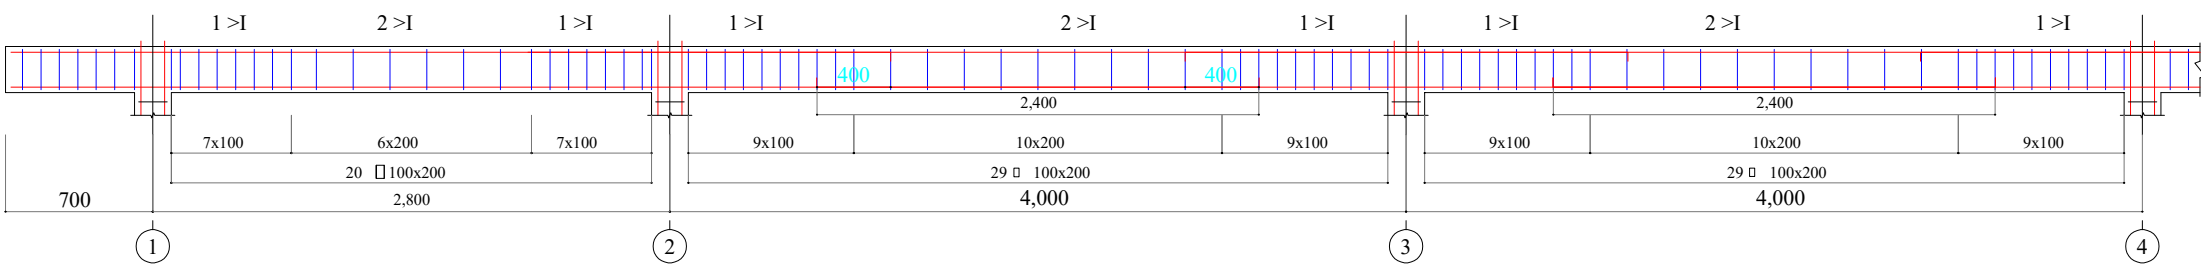 1 >I 2 >I 1 >I 1 >I 2 >I 1 >I 1 >I 2 >I 1 >I
400 400
2,400 2,400
7x100 6x200 7x100 9x100 10x200 9x100 9x100 10x200 9x100
20 □ 100x200 29 □ 100x200 29 □ 100x200
700 2,800 4,000 4,000
1 2 3 4